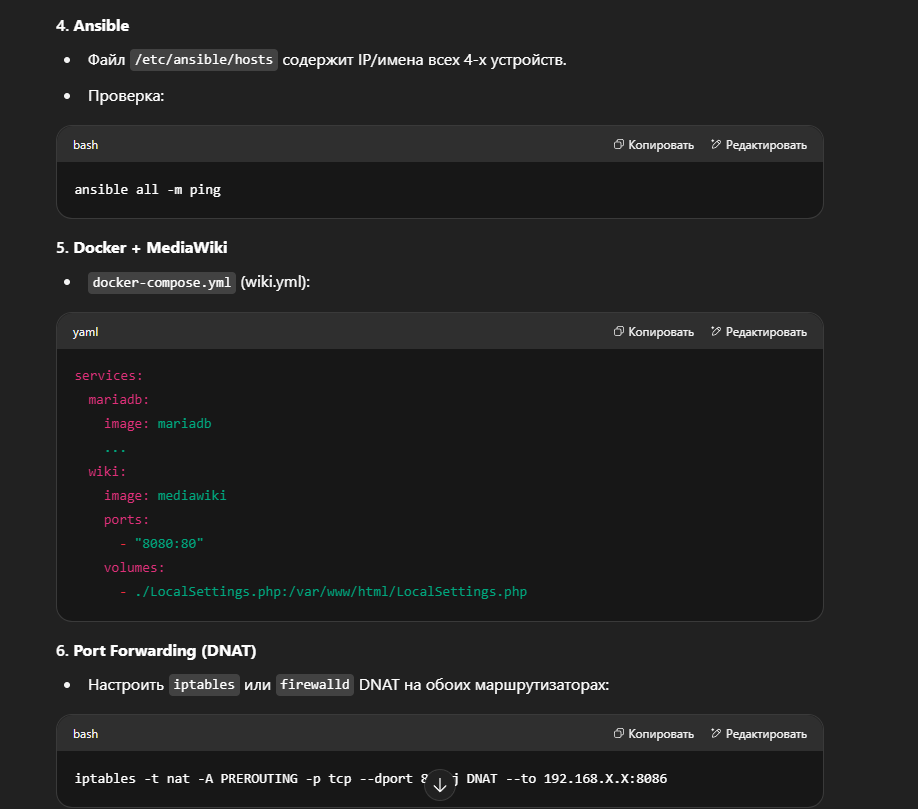 4. Ansible
Файл /etc/ansible/hosts содержит IP/имена всех 4-х устройств.
Проверка:
bash Копировать Редактировать
ansible all -m ping
5. Docker + MediaWiki
docker-compose.yml (wiki.yml):
yaml Копировать Редактировать
services:
mariadb:
image: mariadb
...
wiki:
image: mediawiki
ports:
- "8080:80"
volumes:
- ./LocalSettings.php:/var/www/html/LocalSettings.php
6. Port Forwarding (DNAT)
Настроить iptables или firewalld DNAT на обоих маршрутизаторах:
bash Копировать Редактировать
iptables -t nat -A PREROUTING -p tcp --dport DNAT --to 192.168.X.X:8086